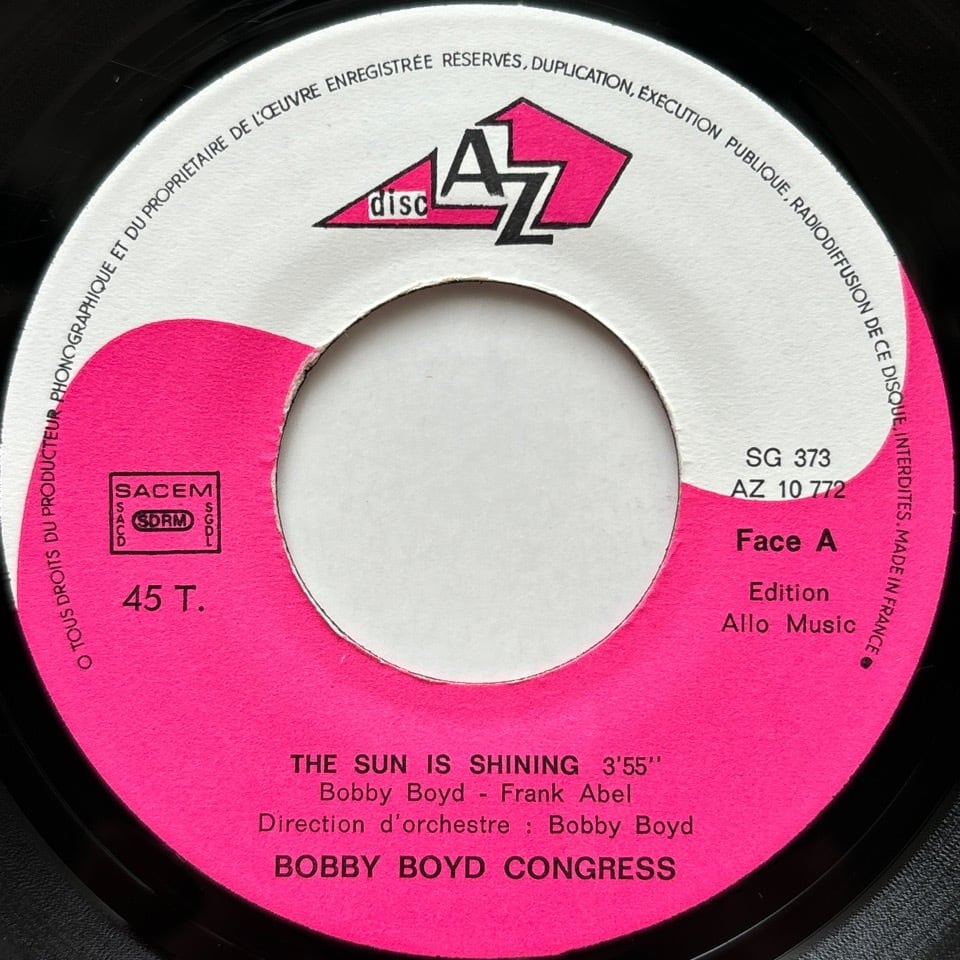 O TOUS DROITS DU PRODUCTEUR PHONOGRAPHIQUE ET DU PROPRIÉTAIRE DE L'ŒUVRE ENREGISTRÉE RÉSERVÉS, DUPLICATION, EXÉCUTION PUBLIQUE, RADIODIFFUSION DE CE DISQUE, INTERDITES. MADE IN FRANCE
disc AZ
SG 373
AZ 10 772
Face A
Edition
Allo Music
SACEM
SACD
SDRM
SGDL
45 T.
THE SUN IS SHINING 3'55''
Bobby Boyd - Frank Abel
Direction d'orchestre : Bobby Boyd
BOBBY BOYD CONGRESS